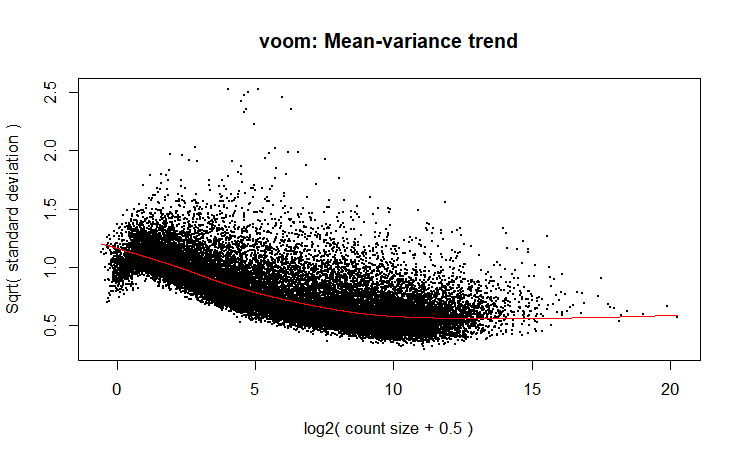 voom: Mean-variance trend
Sqrt( standard deviation )
2.5
2.0
1.5
1.0
0.5
0 5 10 15 20
log2( count size + 0.5 )